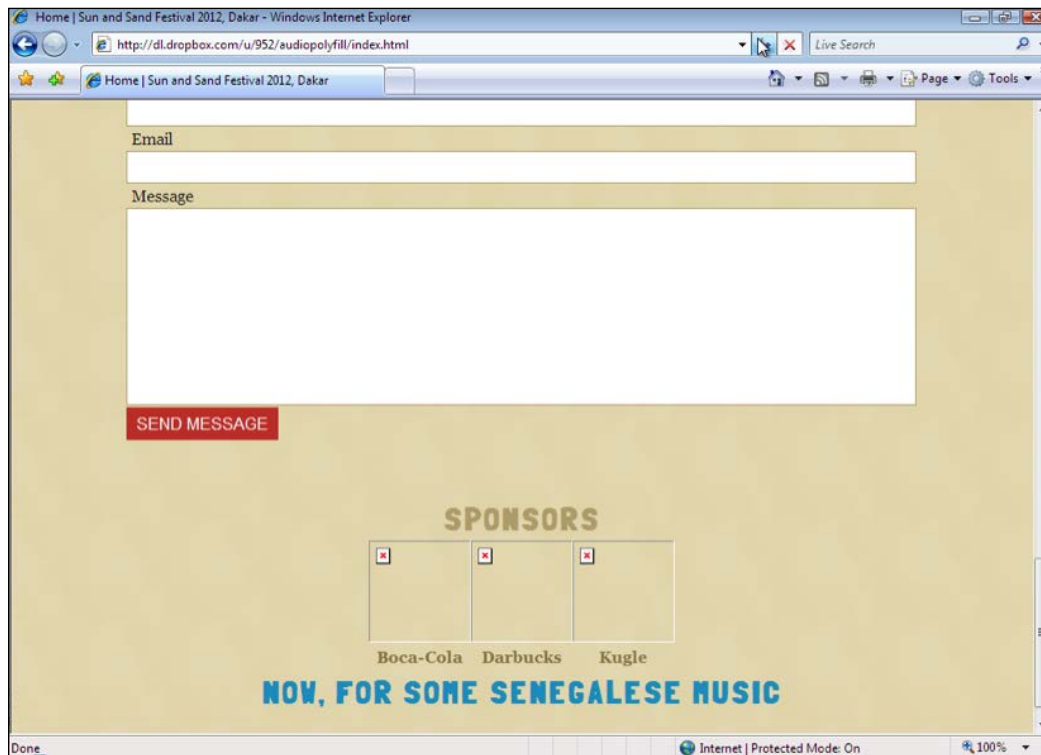 Home | Sun and Sand Festival 2012, Dakar - Windows Internet Explorer
http://dl.dropbox.com/u/952/audiopolyfill/index.html Live Search
Home | Sun and Sand Festival 2012, Dakar Page Tools
Email
Message
SEND MESSAGE
SPONSORS
Boca-Cola Darbucks Kugle
NOW, FOR SOME SENEGALESE MUSIC
Done Internet | Protected Mode: On 100%